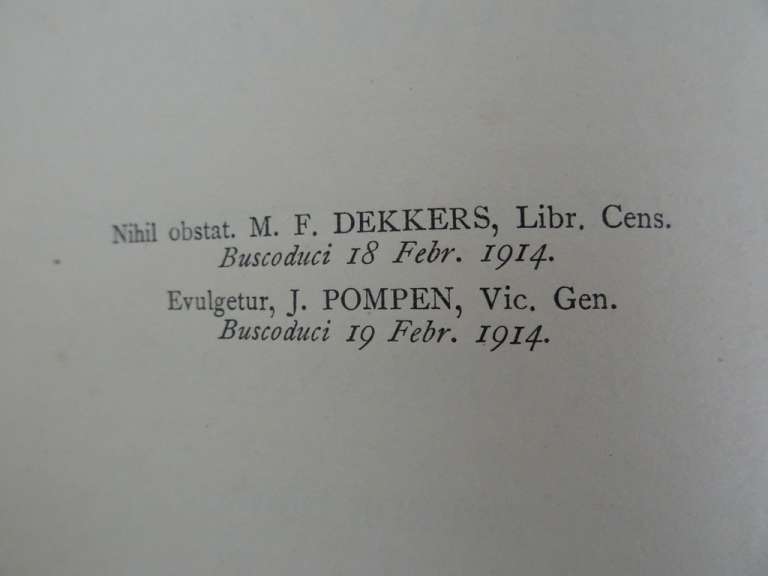 Nihil obstat. M. F. DEKKERS, Libr. Cens.
Buscoduci 18 Febr. 1914.
Evulgetur, J. POMPEN, Vic. Gen.
Buscoduci 19 Febr. 1914.